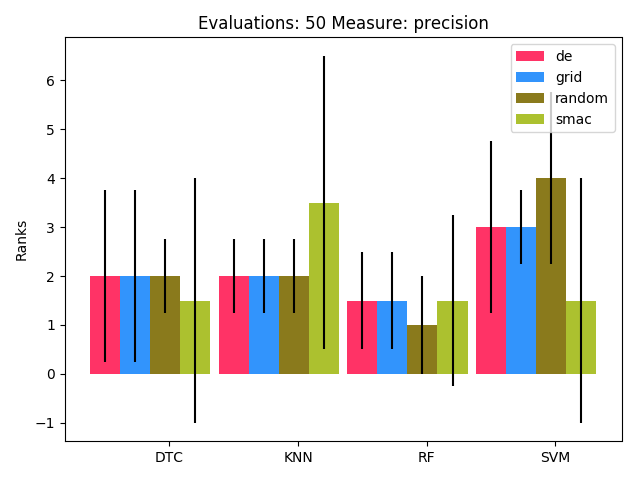 Evaluations: 50 Measure: precision
de
grid
random
smac
6
5
4
3
2
1
0
−1
Ranks
DTC KNN RF SVM